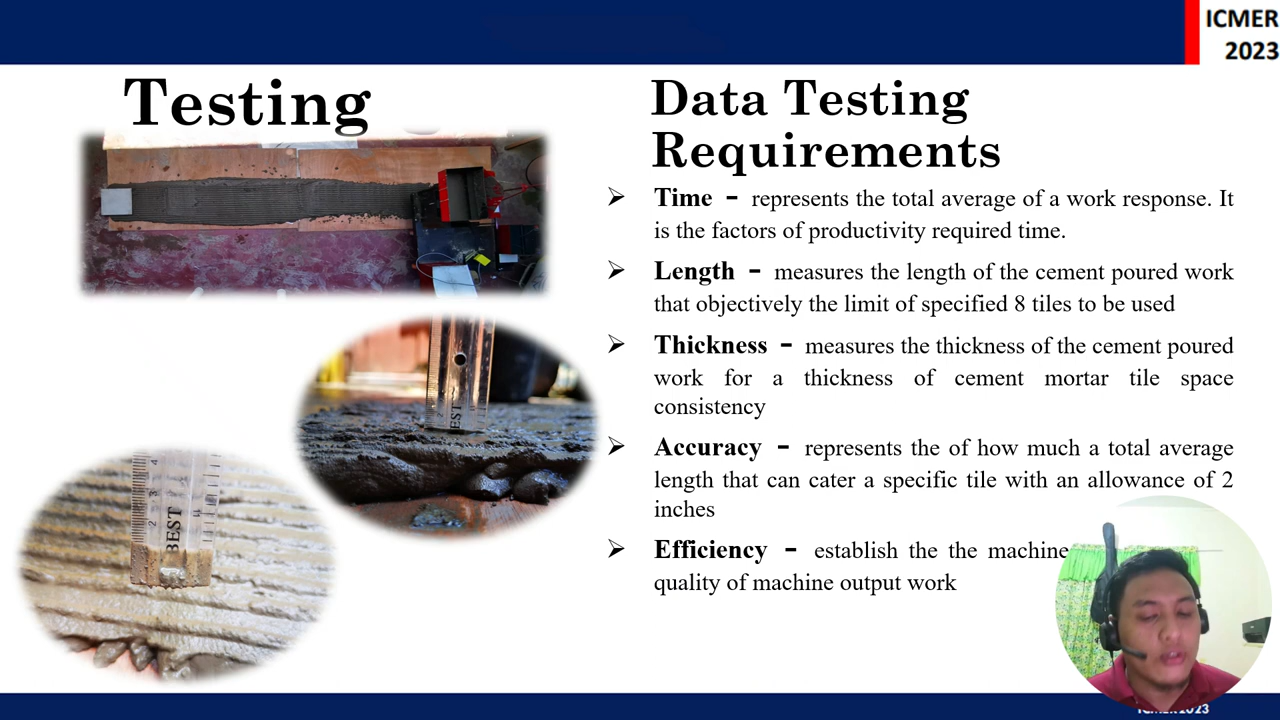 ICMER
2023
Testing
Data Testing
Requirements
➢ Time – represents the total average of a work response. It
is the factors of productivity required time.
➢ Length – measures the length of the cement poured work
that objectively the limit of specified 8 tiles to be used
➢ Thickness – measures the thickness of the cement poured
work for a thickness of cement mortar tile space
consistency
➢ Accuracy – represents the of how much a total average
length that can cater a specific tile with an allowance of 2
inches
➢ Efficiency – establish the the machine
quality of machine output work
BEST
2 3 4